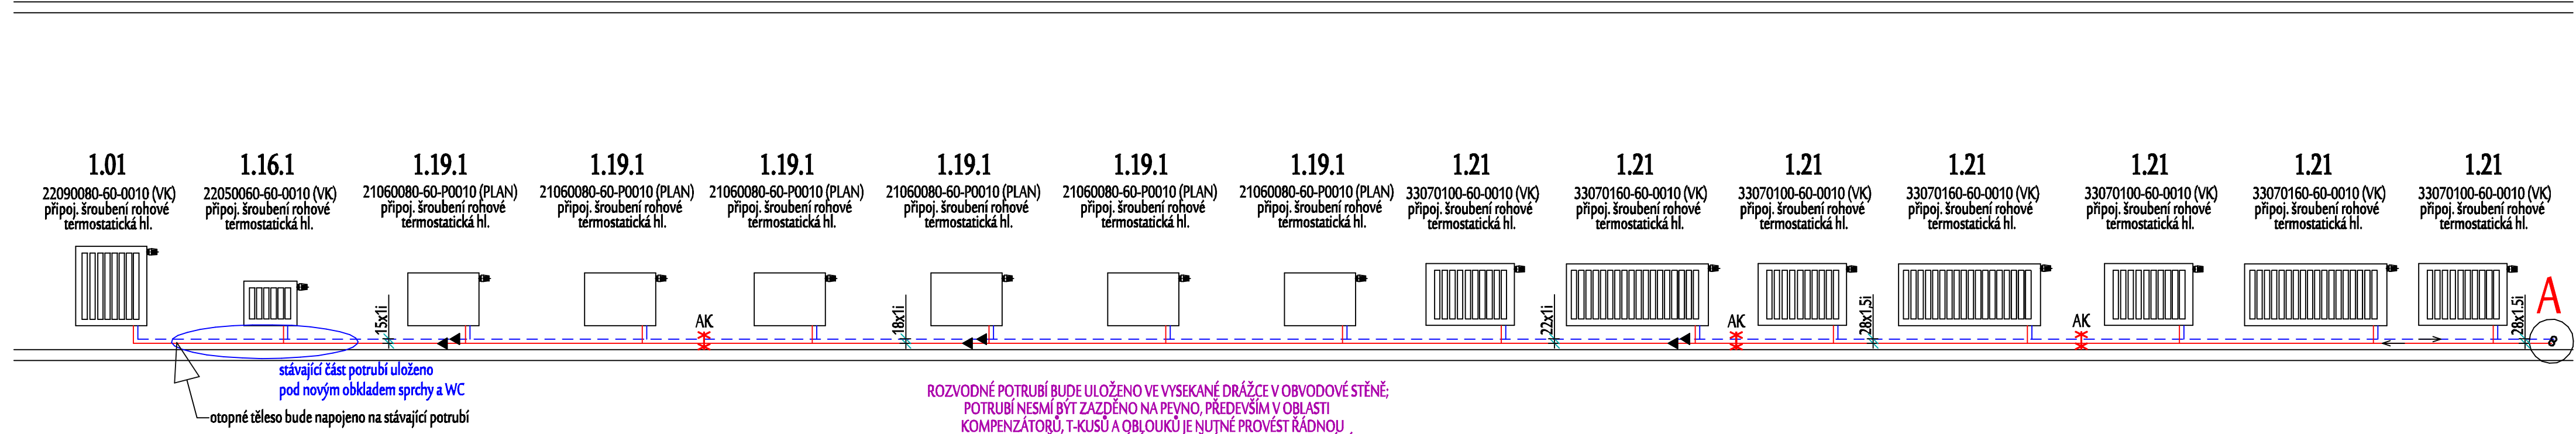 1.01
22090080-60-0010 (VK)
připoj. šroubení rohové
termostatická hl.
1.16.1
22050060-60-0010 (VK)
připoj. šroubení rohové
termostatická hl.
1.19.1
21060080-60-P0010 (PLAN)
připoj. šroubení rohové
termostatická hl.
1.19.1
21060080-60-P0010 (PLAN)
připoj. šroubení rohové
termostatická hl.
1.19.1
21060080-60-P0010 (PLAN)
připoj. šroubení rohové
termostatická hl.
1.19.1
21060080-60-P0010 (PLAN)
připoj. šroubení rohové
termostatická hl.
1.19.1
21060080-60-P0010 (PLAN)
připoj. šroubení rohové
termostatická hl.
1.19.1
21060080-60-P0010 (PLAN)
připoj. šroubení rohové
termostatická hl.
1.21
33070100-60-0010 (VK)
připoj. šroubení rohové
termostatická hl.
1.21
33070160-60-0010 (VK)
připoj. šroubení rohové
termostatická hl.
1.21
33070100-60-0010 (VK)
připoj. šroubení rohové
termostatická hl.
1.21
33070160-60-0010 (VK)
připoj. šroubení rohové
termostatická hl.
1.21
33070100-60-0010 (VK)
připoj. šroubení rohové
termostatická hl.
1.21
33070160-60-0010 (VK)
připoj. šroubení rohové
termostatická hl.
1.21
33070100-60-0010 (VK)
připoj. šroubení rohové
termostatická hl.
15x1i
AK
18x1i
22x1i
AK
28x1,5i
AK
28x1,5i
A
8
stávající část potrubí uloženo
pod novým obkladem sprchy a WC
otopné těleso bude napojeno na stávající potrubí
ROZVODNÉ POTRUBÍ BUDE ULOŽENO VE VYSEKANÉ DRÁŽCE V OBVODOVÉ STĚNĚ;
POTRUBÍ NESMÍ BÝT ZAZDĚNO NA PEVNO, PŘEDEVŠÍM V OBLASTI
KOMPENZÁTORŮ, T-KUSŮ A OBLOUKŮ JE NUTNÉ PROVÉST ŘÁDNOU